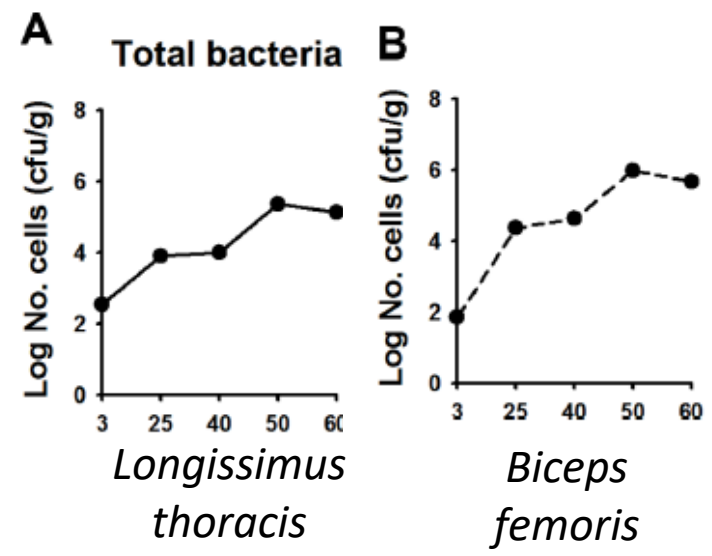 A
Total bacteria
Log No. cells (cfu/g)
8
6
4
2
0
3 25 40 50 60
Longissimus
thoracis
B
Log No. cells (cfu/g)
8
6
4
2
0
3 25 40 50 60
Biceps
femoris